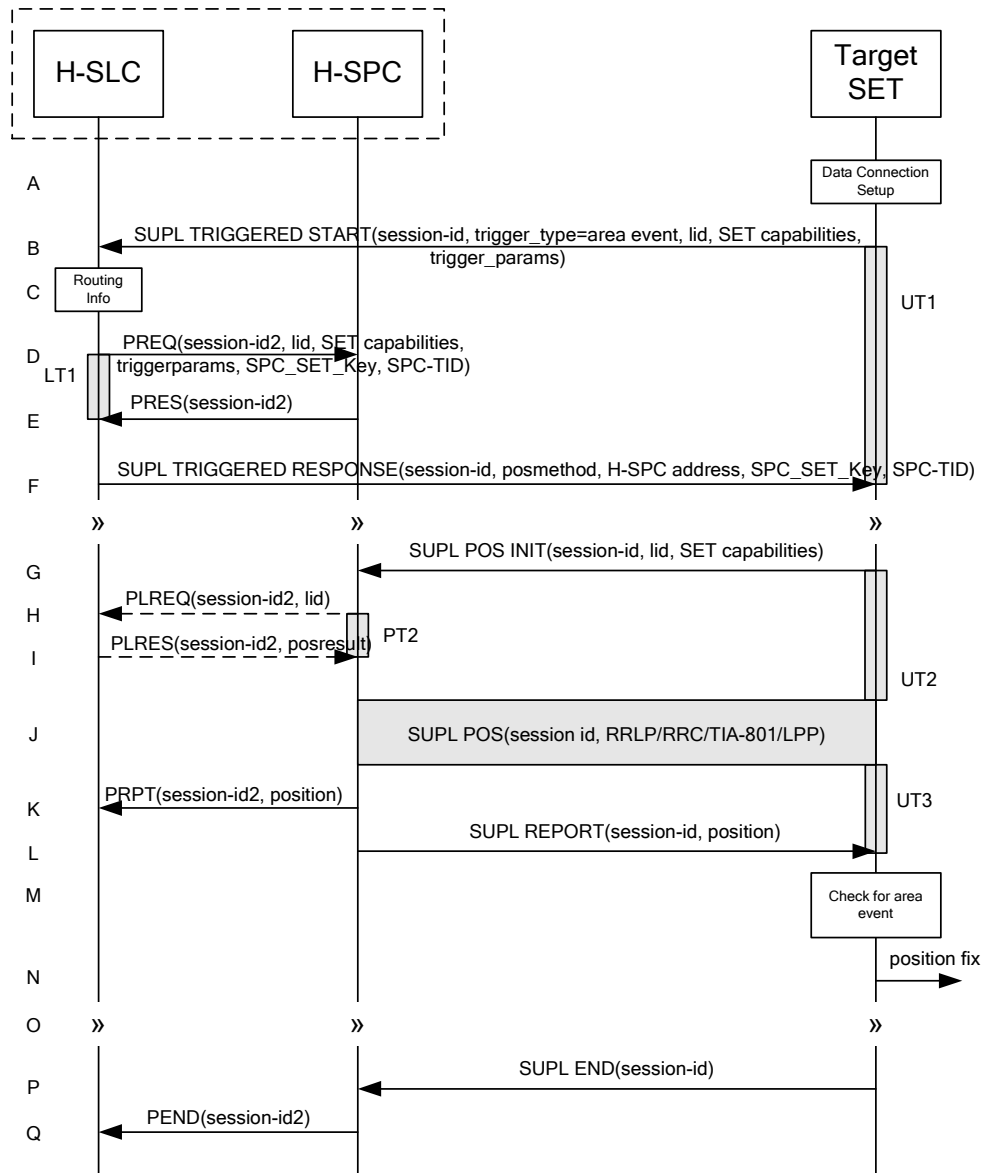 H-SLC
H-SPC
Target
SET
A
Data Connection
Setup
B
SUPL TRIGGERED START(session-id, trigger_type=area event, lid, SET capabilities,
trigger_params)
C
Routing
Info
UT1
D
PREQ(session-id2, lid, SET capabilities,
triggerparams, SPC_SET_Key, SPC-TID)
LT1
E
PRES(session-id2)
F
SUPL TRIGGERED RESPONSE(session-id, posmethod, H-SPC address, SPC_SET_Key, SPC-TID)
» » »
G
SUPL POS INIT(session-id, lid, SET capabilities)
H
PLREQ(session-id2, lid)
PT2
I
PLRES(session-id2, posresult)
UT2
J
SUPL POS(session id, RRLP/RRC/TIA-801/LPP)
K
PRPT(session-id2, position)
UT3
L
SUPL REPORT(session-id, position)
M
Check for area
event
N
position fix
O
» » »
P
SUPL END(session-id)
Q
PEND(session-id2)